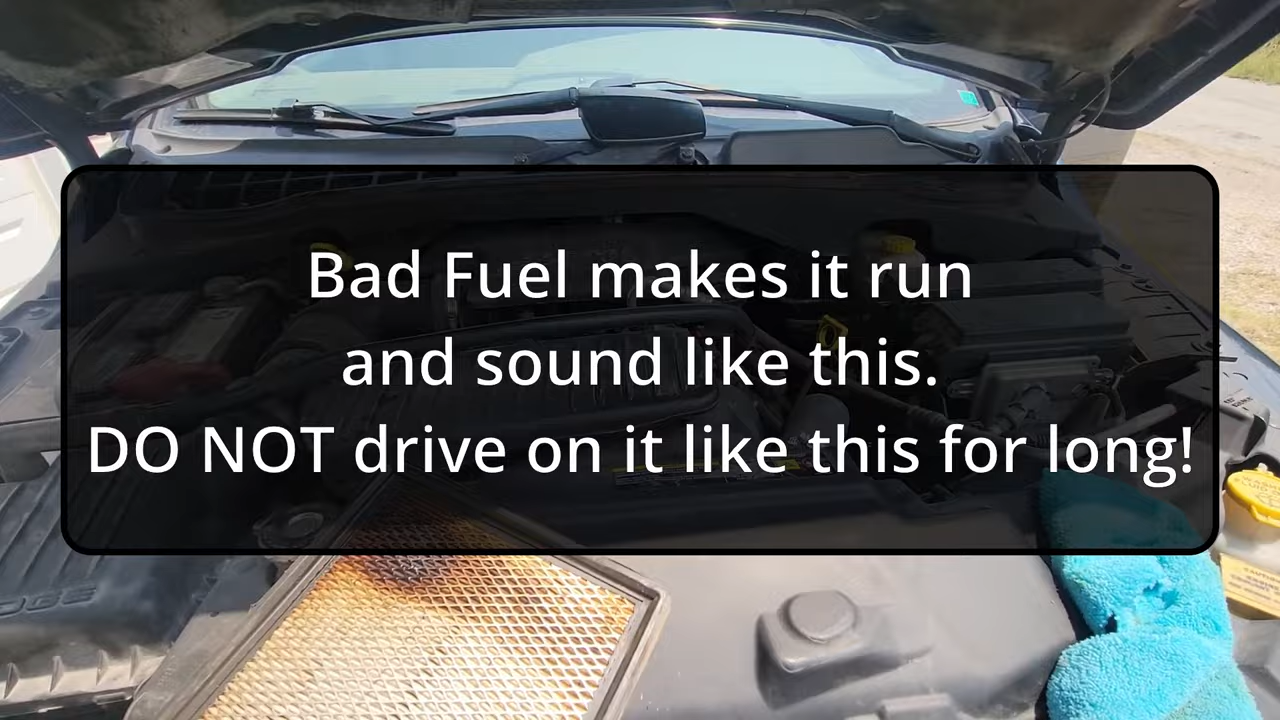 Bad Fuel makes it run
and sound like this.
DO NOT drive on it like this for long!